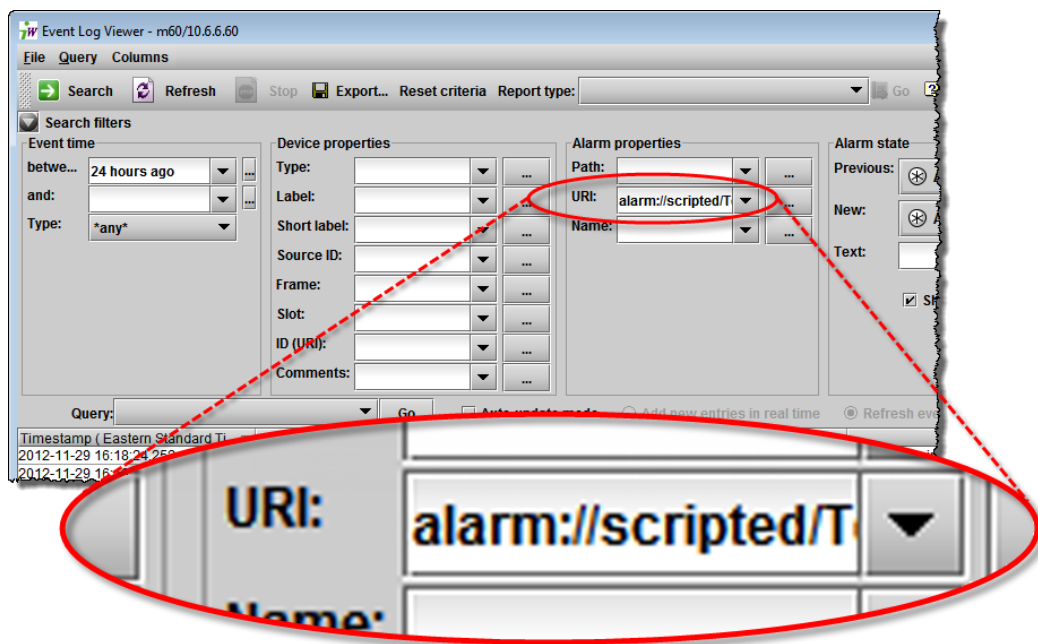 Event Log Viewer - m60/10.6.6.60
File Query Columns
Search Refresh Stop Export... Reset criteria Report type: Go
Search filters
Event time Device properties Alarm properties Alarm state
betwe... 24 hours ago ... Type: ... Path: ... Previous:
and: ... Label: ... URI: alarm://scripted/T ...
Type: *any* Short label: ... Name: ... New:
Source ID: ... Text:
Frame: ...
Slot: ...
ID (URI): ...
Comments: ...
Query: Go Auto update mode Add new entries in real time Refresh
Timestamp ( Eastern Standard Ti
2012-11-29 16:18:24.252
2012-11-29
URI: alarm://scripted/T
Name: